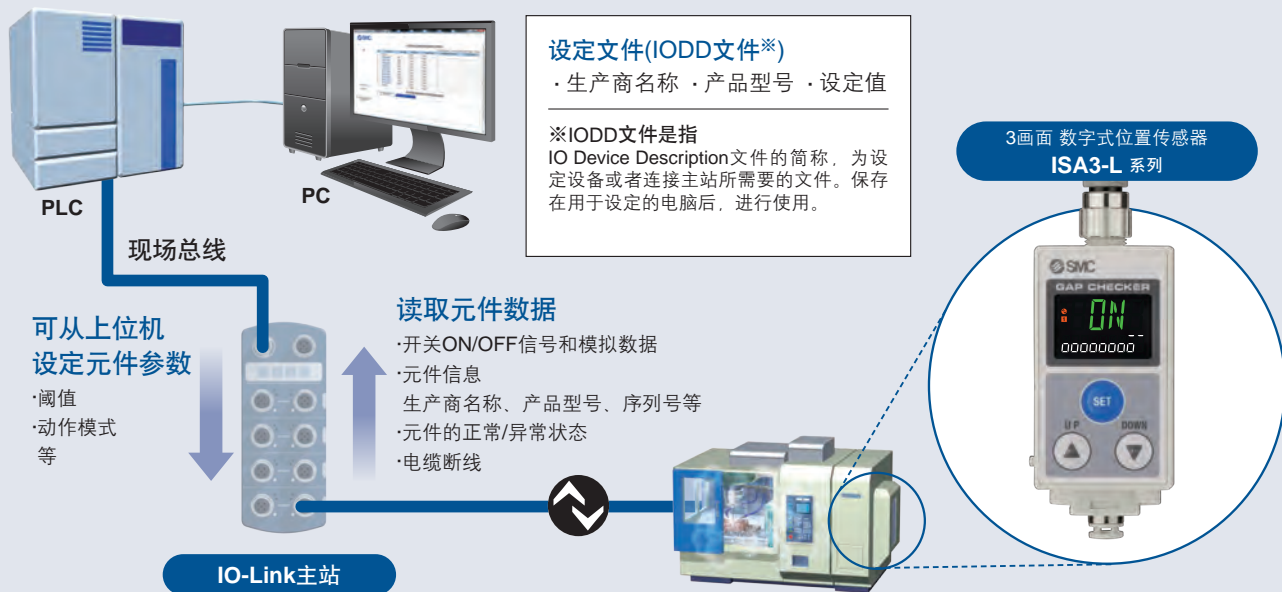 设定文件(IODD文件※)
·生产商名称 ·产品型号 ·设定值
※IODD文件是指
IO Device Description文件的简称，为设
定设备或者连接主站所需要的文件。保存
在用于设定的电脑后，进行使用。
PLC
PC
现场总线
3画面 数字式位置传感器
ISA3-L 系列
SMC
GAP CHECKER
ON
00000000
SET
UP
DOWN
可从上位机
设定元件参数
·阈值
·动作模式
等
读取元件数据
·开关ON/OFF信号和模拟数据
·元件信息
生产商名称、产品型号、序列号等
·元件的正常/异常状态
·电缆断线
IO-Link主站